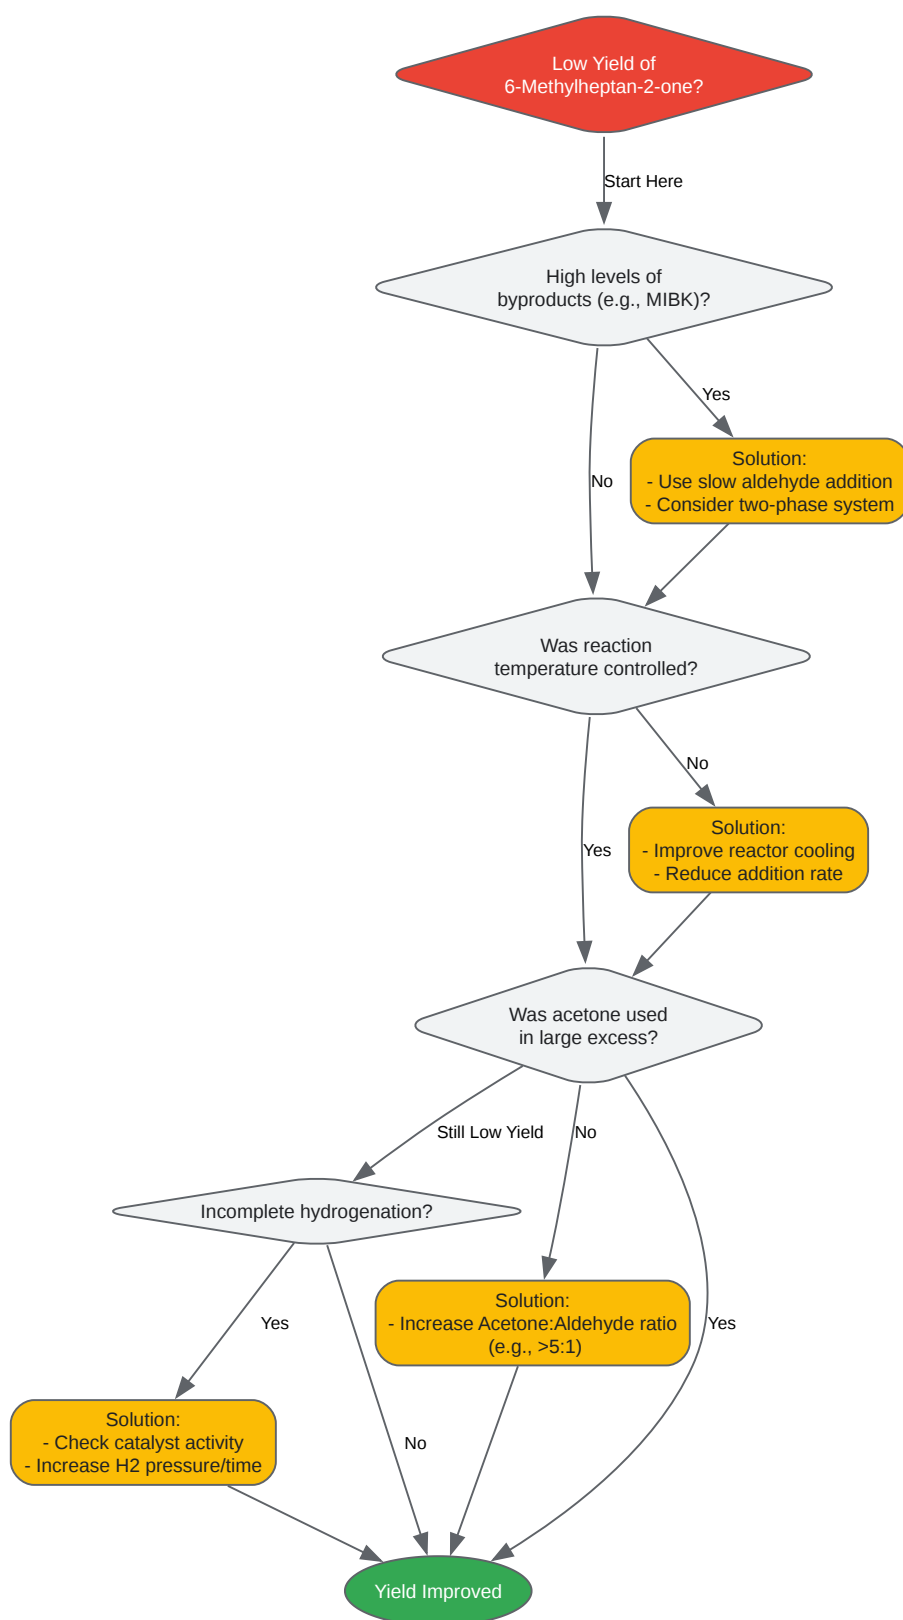 Low Yield of
6-Methylheptan-2-one?
Start Here
High levels of
byproducts (e.g., MIBK)?
Yes
No
Solution:
- Use slow aldehyde addition
- Consider two-phase system
Was reaction
temperature controlled?
No
Yes
Solution:
- Improve reactor cooling
- Reduce addition rate
Was acetone used
in large excess?
Still Low Yield
No
Incomplete hydrogenation?
Solution:
- Increase Acetone:Aldehyde ratio
(e.g., >5:1)
Yes
Yes
Solution:
- Check catalyst activity
- Increase H2 pressure/time
No
Yield Improved